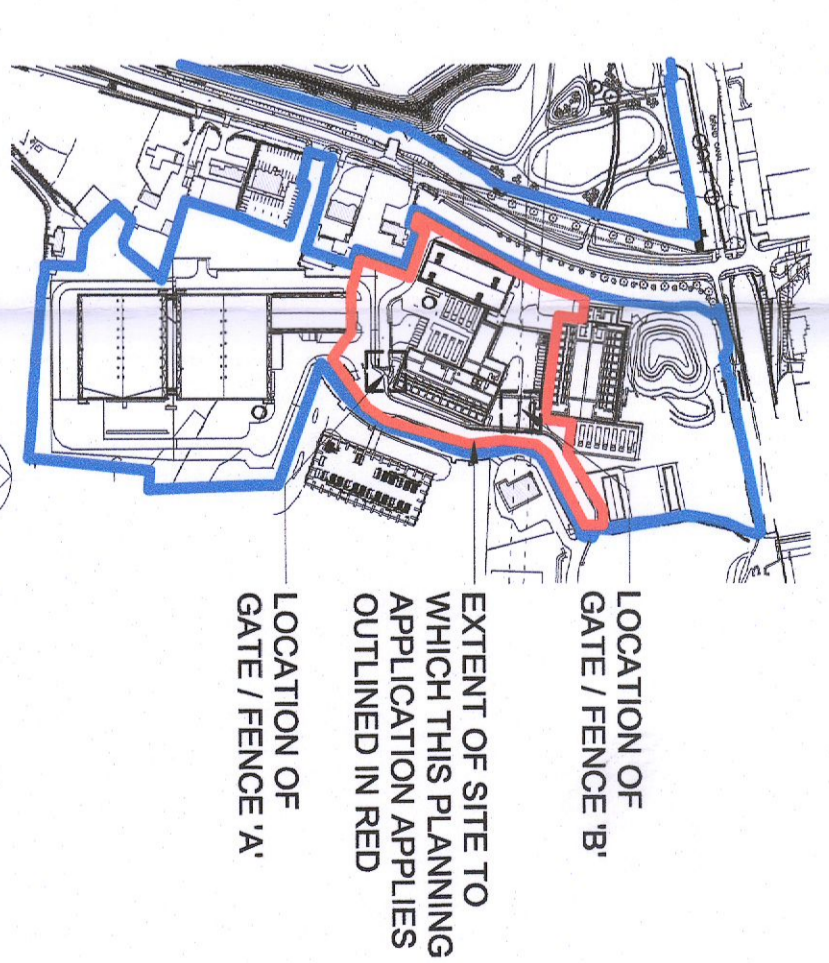 LOCATION OF
GATE / FENCE 'B'
EXTENT OF SITE TO
WHICH THIS PLANNING
APPLICATION APPLIES
OUTLINED IN RED
LOCATION OF
GATE / FENCE 'A'